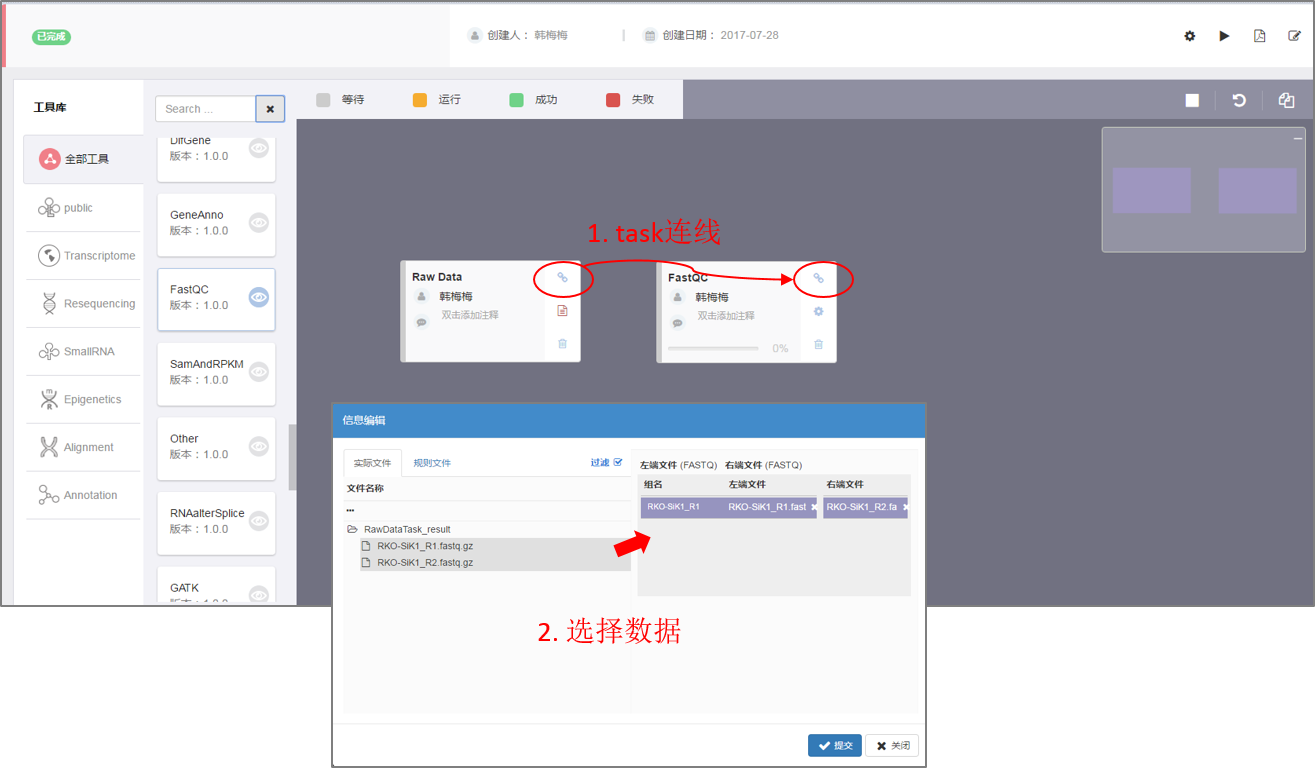 已完成
创建人： 韩梅梅 | 创建日期： 2017-07-28
工具库
全部工具
public
Transcriptome
Resequencing
SmallRNA
Epigenetics
Alignment
Annotation
Search ...
DifGene
版本：1.0.0
GeneAnno
版本：1.0.0
FastQC
版本：1.0.0
SamAndRPKM
版本：1.0.0
Other
版本：1.0.0
RNAalterSplice
版本：1.0.0
GATK
版本：1.0.0
等待 运行 成功 失败
1. task连线
Raw Data
韩梅梅
双击添加注释
FastQC
韩梅梅
双击添加注释
0%
信息编辑
实际文件 规则文件 过滤
文件名称
...
RawDataTask_result
RKO-SiK1_R1.fastq.gz
RKO-SiK1_R2.fastq.gz
左端文件 (FASTQ) 右端文件 (FASTQ)
组名 左端文件 右端文件
RKO-SiK1_R1 RKO-SiK1_R1.fast RKO-SiK1_R2.fa
2. 选择数据
提交 关闭